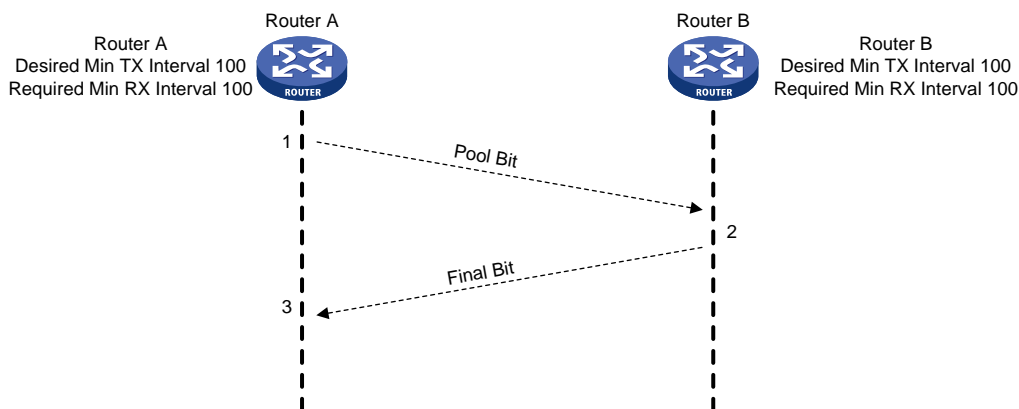 Router A
Router B
Router A
Desired Min TX Interval 100
Required Min RX Interval 100
ROUTER
ROUTER
Router B
Desired Min TX Interval 100
Required Min RX Interval 100
1
Pool Bit
2
Final Bit
3